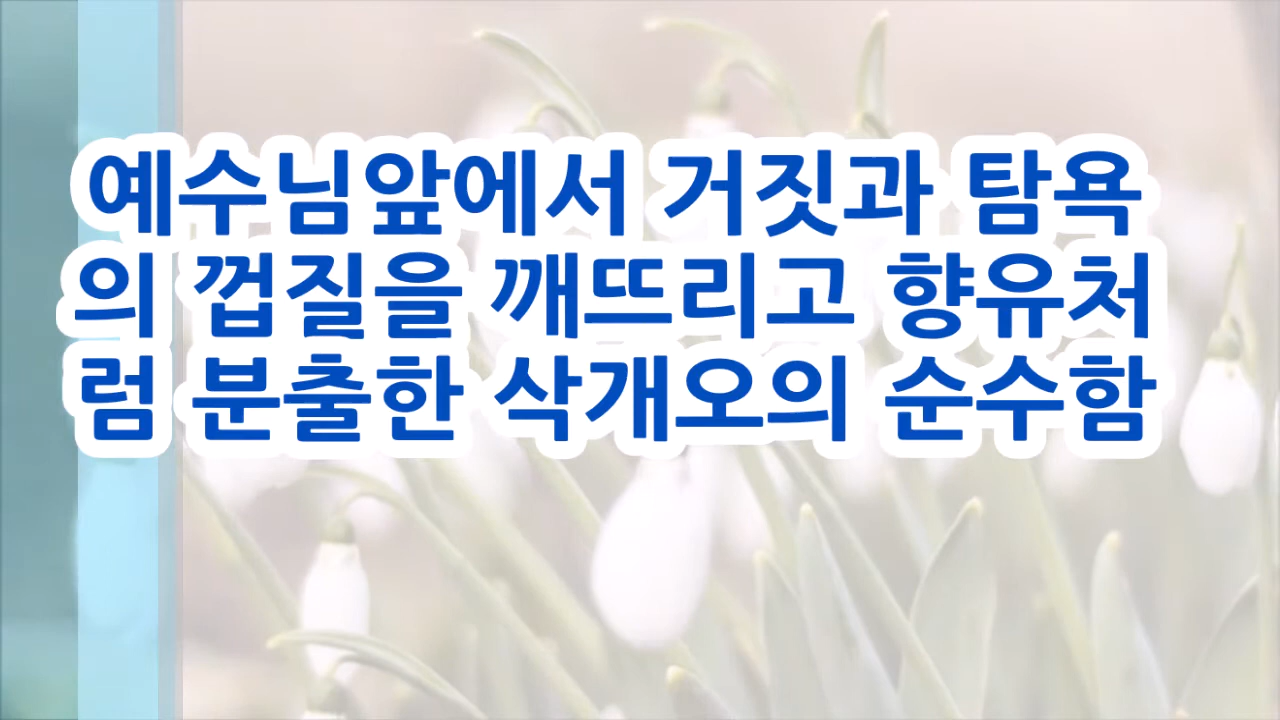 예수님앞에서 거짓과 탐욕
의 껍질을 깨뜨리고 향유처
럼 분출한 삭개오의 순수함